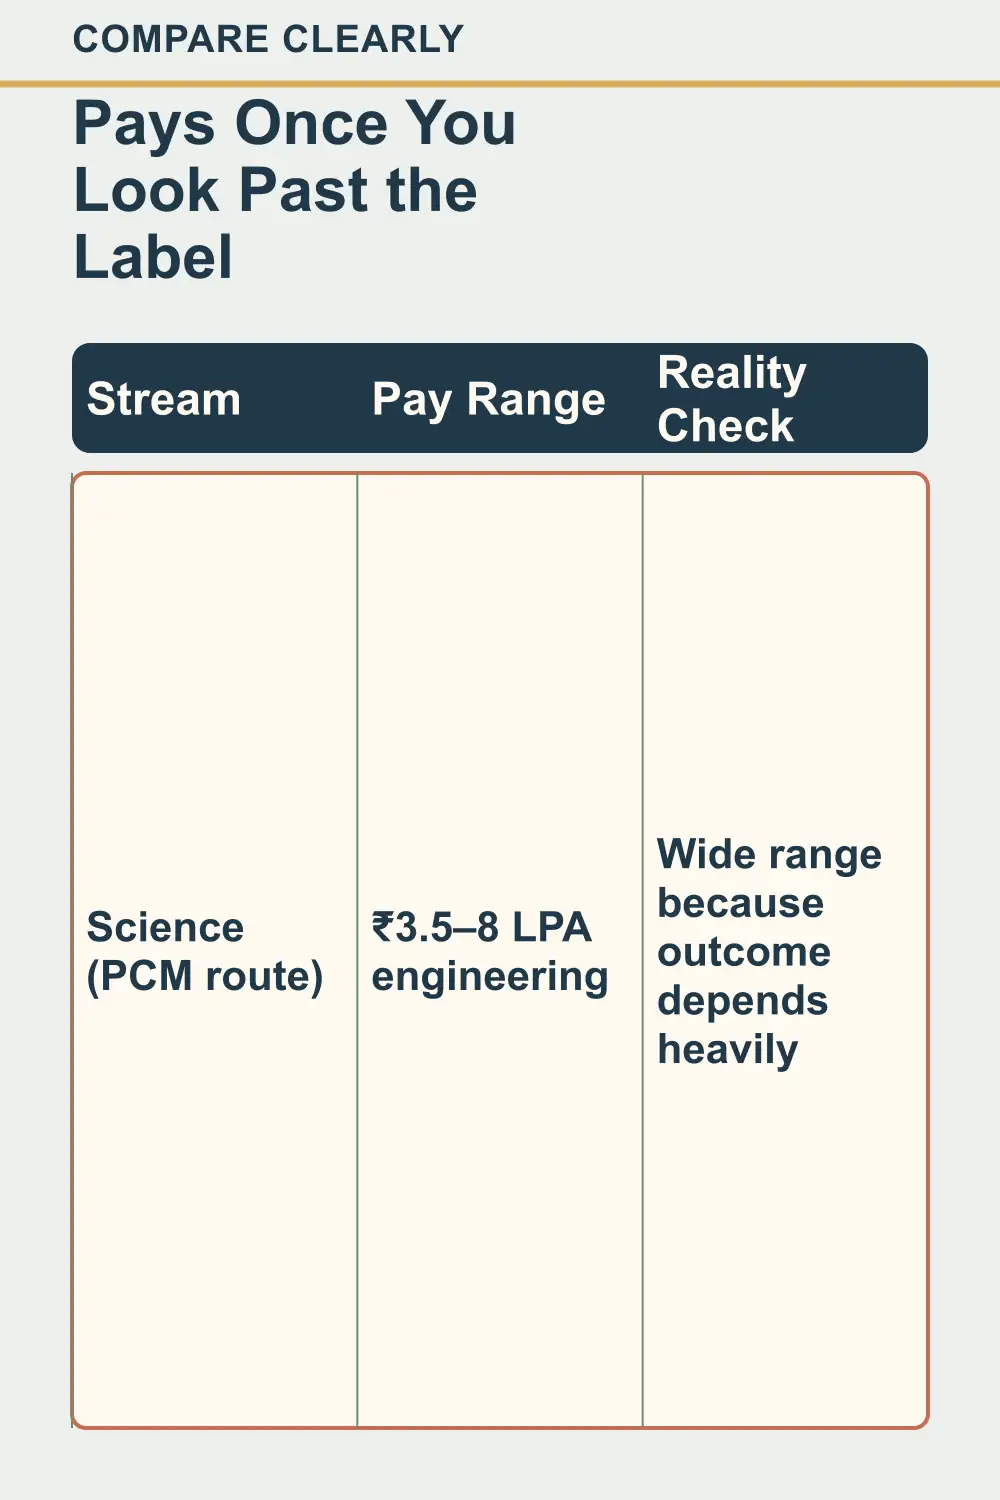 COMPARE CLEARLY
Pays Once You
Look Past the
Label
Stream
Pay Range
Reality
Check
Science
(PCM route)
₹3.5–8 LPA
engineering
Wide range
because
outcome
depends
heavily